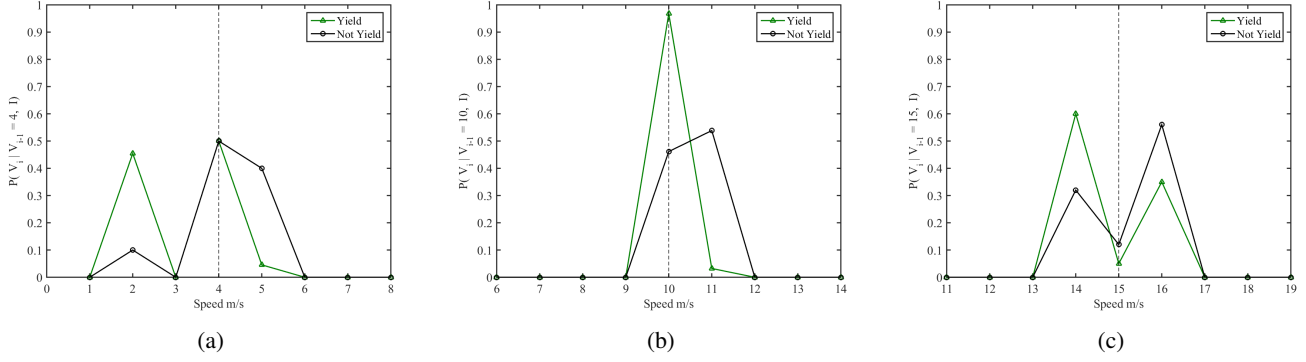 1
0.9
0.8
0.7
0.6
0.5
0.4
0.3
0.2
0.1
0
P( V_i | V_{i-1} = 4, I)
0 1 2 3 4 5 6 7 8
Speed m/s
Yield
Not Yield
(a)
1
0.9
0.8
0.7
0.6
0.5
0.4
0.3
0.2
0.1
0
P( V_i | V_{i-1} = 10, I)
6 7 8 9 10 11 12 13 14
Speed m/s
Yield
Not Yield
(b)
1
0.9
0.8
0.7
0.6
0.5
0.4
0.3
0.2
0.1
0
P( V_i | V_{i-1} = 15, I)
11 12 13 14 15 16 17 18 19
Speed m/s
Yield
Not Yield
(c)